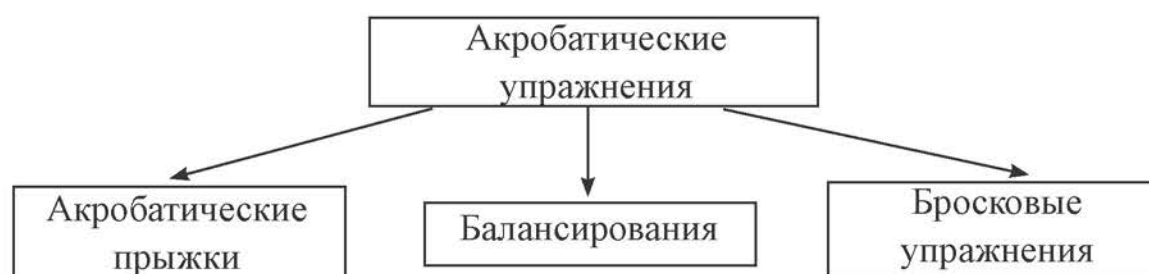 Акробатические
упражнения
Акробатические
прыжки
Балансирования
Бросковые
упражнения